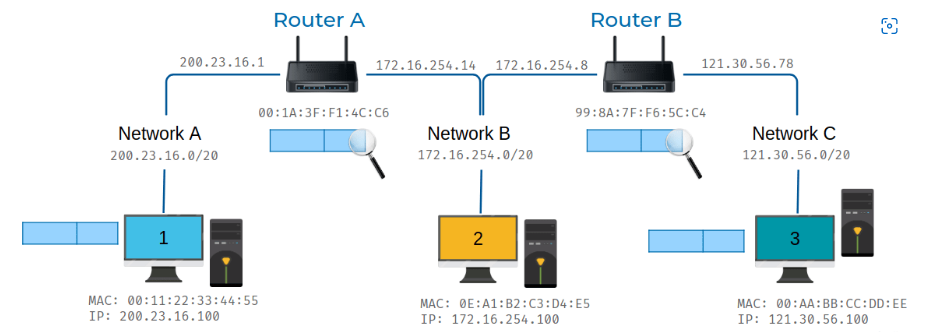 Router A
Router B
200.23.16.1
172.16.254.14
172.16.254.8
121.30.56.78
00:1A:3F:F1:4C:C6
99:8A:7F:F6:5C:C4
Network A
200.23.16.0/20
Network B
172.16.254.0/20
Network C
121.30.56.0/20
1
2
3
MAC: 00:11:22:33:44:55
IP: 200.23.16.100
MAC: 0E:A1:B2:C3:D4:E5
IP: 172.16.254.100
MAC: 00:AA:BB:CC:DD:EE
IP: 121.30.56.100